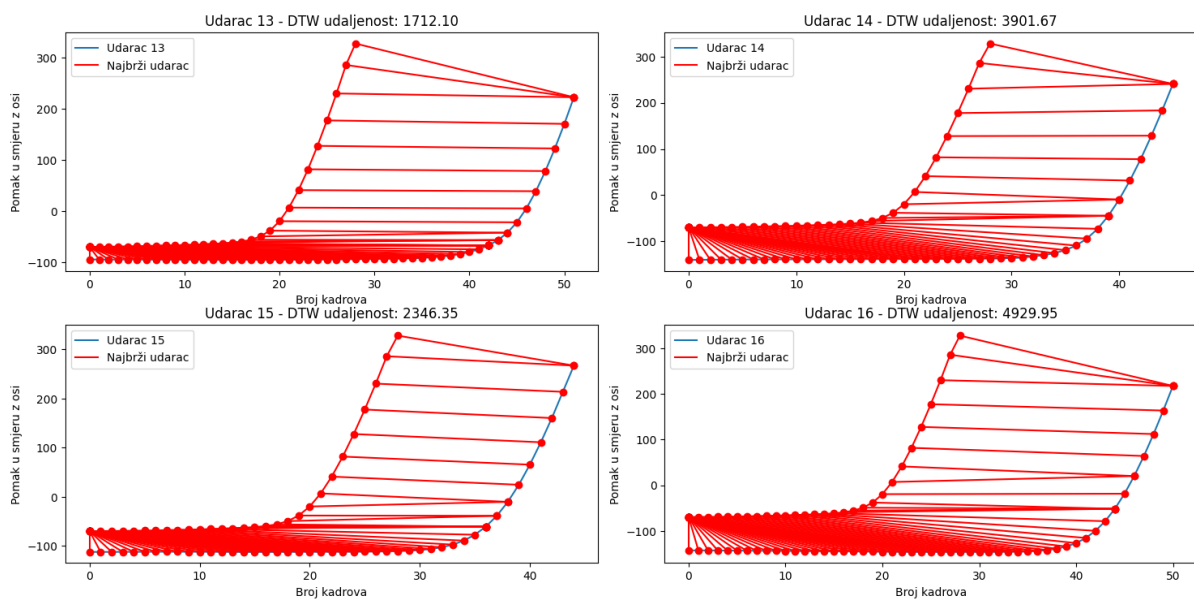 Udarac 13 - DTW udaljenost: 1712.10
Udarac 13
Najbrži udarac
Pomak u smjeru z osi
300
200
100
0
−100
0 10 20 30 40 50
Broj kadrova
Udarac 14 - DTW udaljenost: 3901.67
Udarac 14
Najbrži udarac
Pomak u smjeru z osi
300
200
100
0
−100
0 20 40
Broj kadrova
Udarac 15 - DTW udaljenost: 2346.35
Udarac 15
Najbrži udarac
Pomak u smjeru z osi
300
200
100
0
−100
0 10 20 30 40
Broj kadrova
Udarac 16 - DTW udaljenost: 4929.95
Udarac 16
Najbrži udarac
Pomak u smjeru z osi
300
200
100
0
−100
0 10 20 30 40 50
Broj kadrova